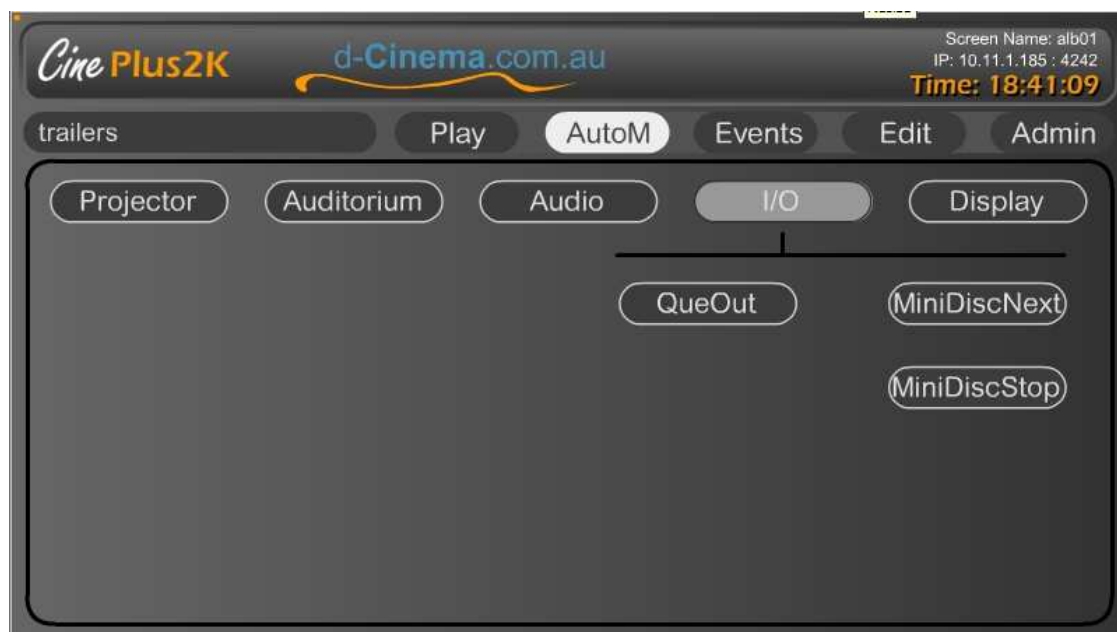 Cine Plus2K
d-Cinema.com.au
Screen Name: alb01
IP: 10.11.1.185 : 4242
Time: 18:41:09
trailers Play AutoM Events Edit Admin
Projector Auditorium Audio I/O Display
QueOut MiniDiscNext
MiniDiscStop